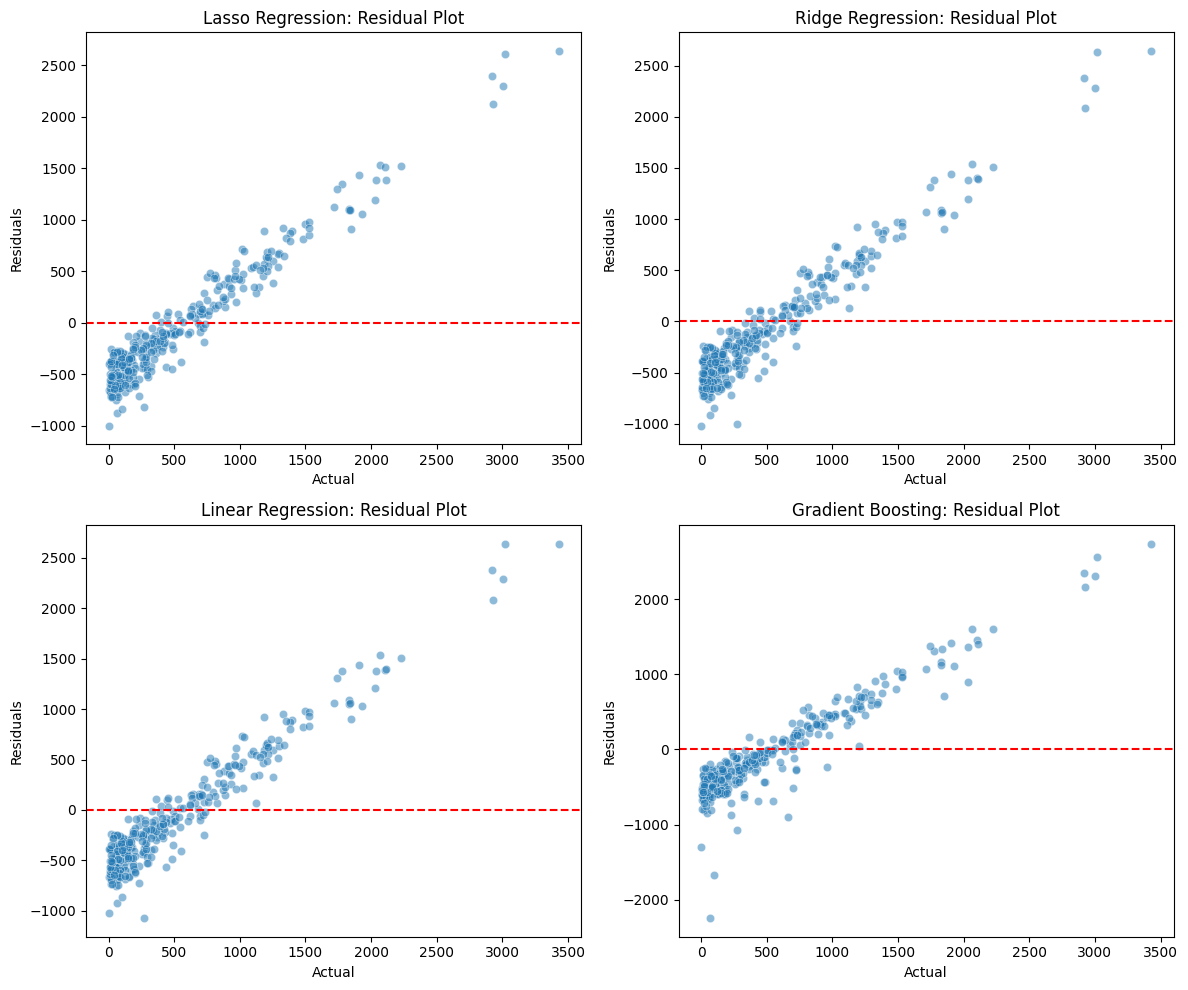 Lasso Regression: Residual Plot
Residuals
2500
2000
1500
1000
500
0
−500
−1000
0 500 1000 1500 2000 2500 3000 3500
Actual
Ridge Regression: Residual Plot
Residuals
2500
2000
1500
1000
500
0
−500
−1000
0 500 1000 1500 2000 2500 3000 3500
Actual
Linear Regression: Residual Plot
Residuals
2500
2000
1500
1000
500
0
−500
−1000
0 500 1000 1500 2000 2500 3000 3500
Actual
Gradient Boosting: Residual Plot
Residuals
2000
1000
0
−1000
−2000
0 500 1000 1500 2000 2500 3000 3500
Actual